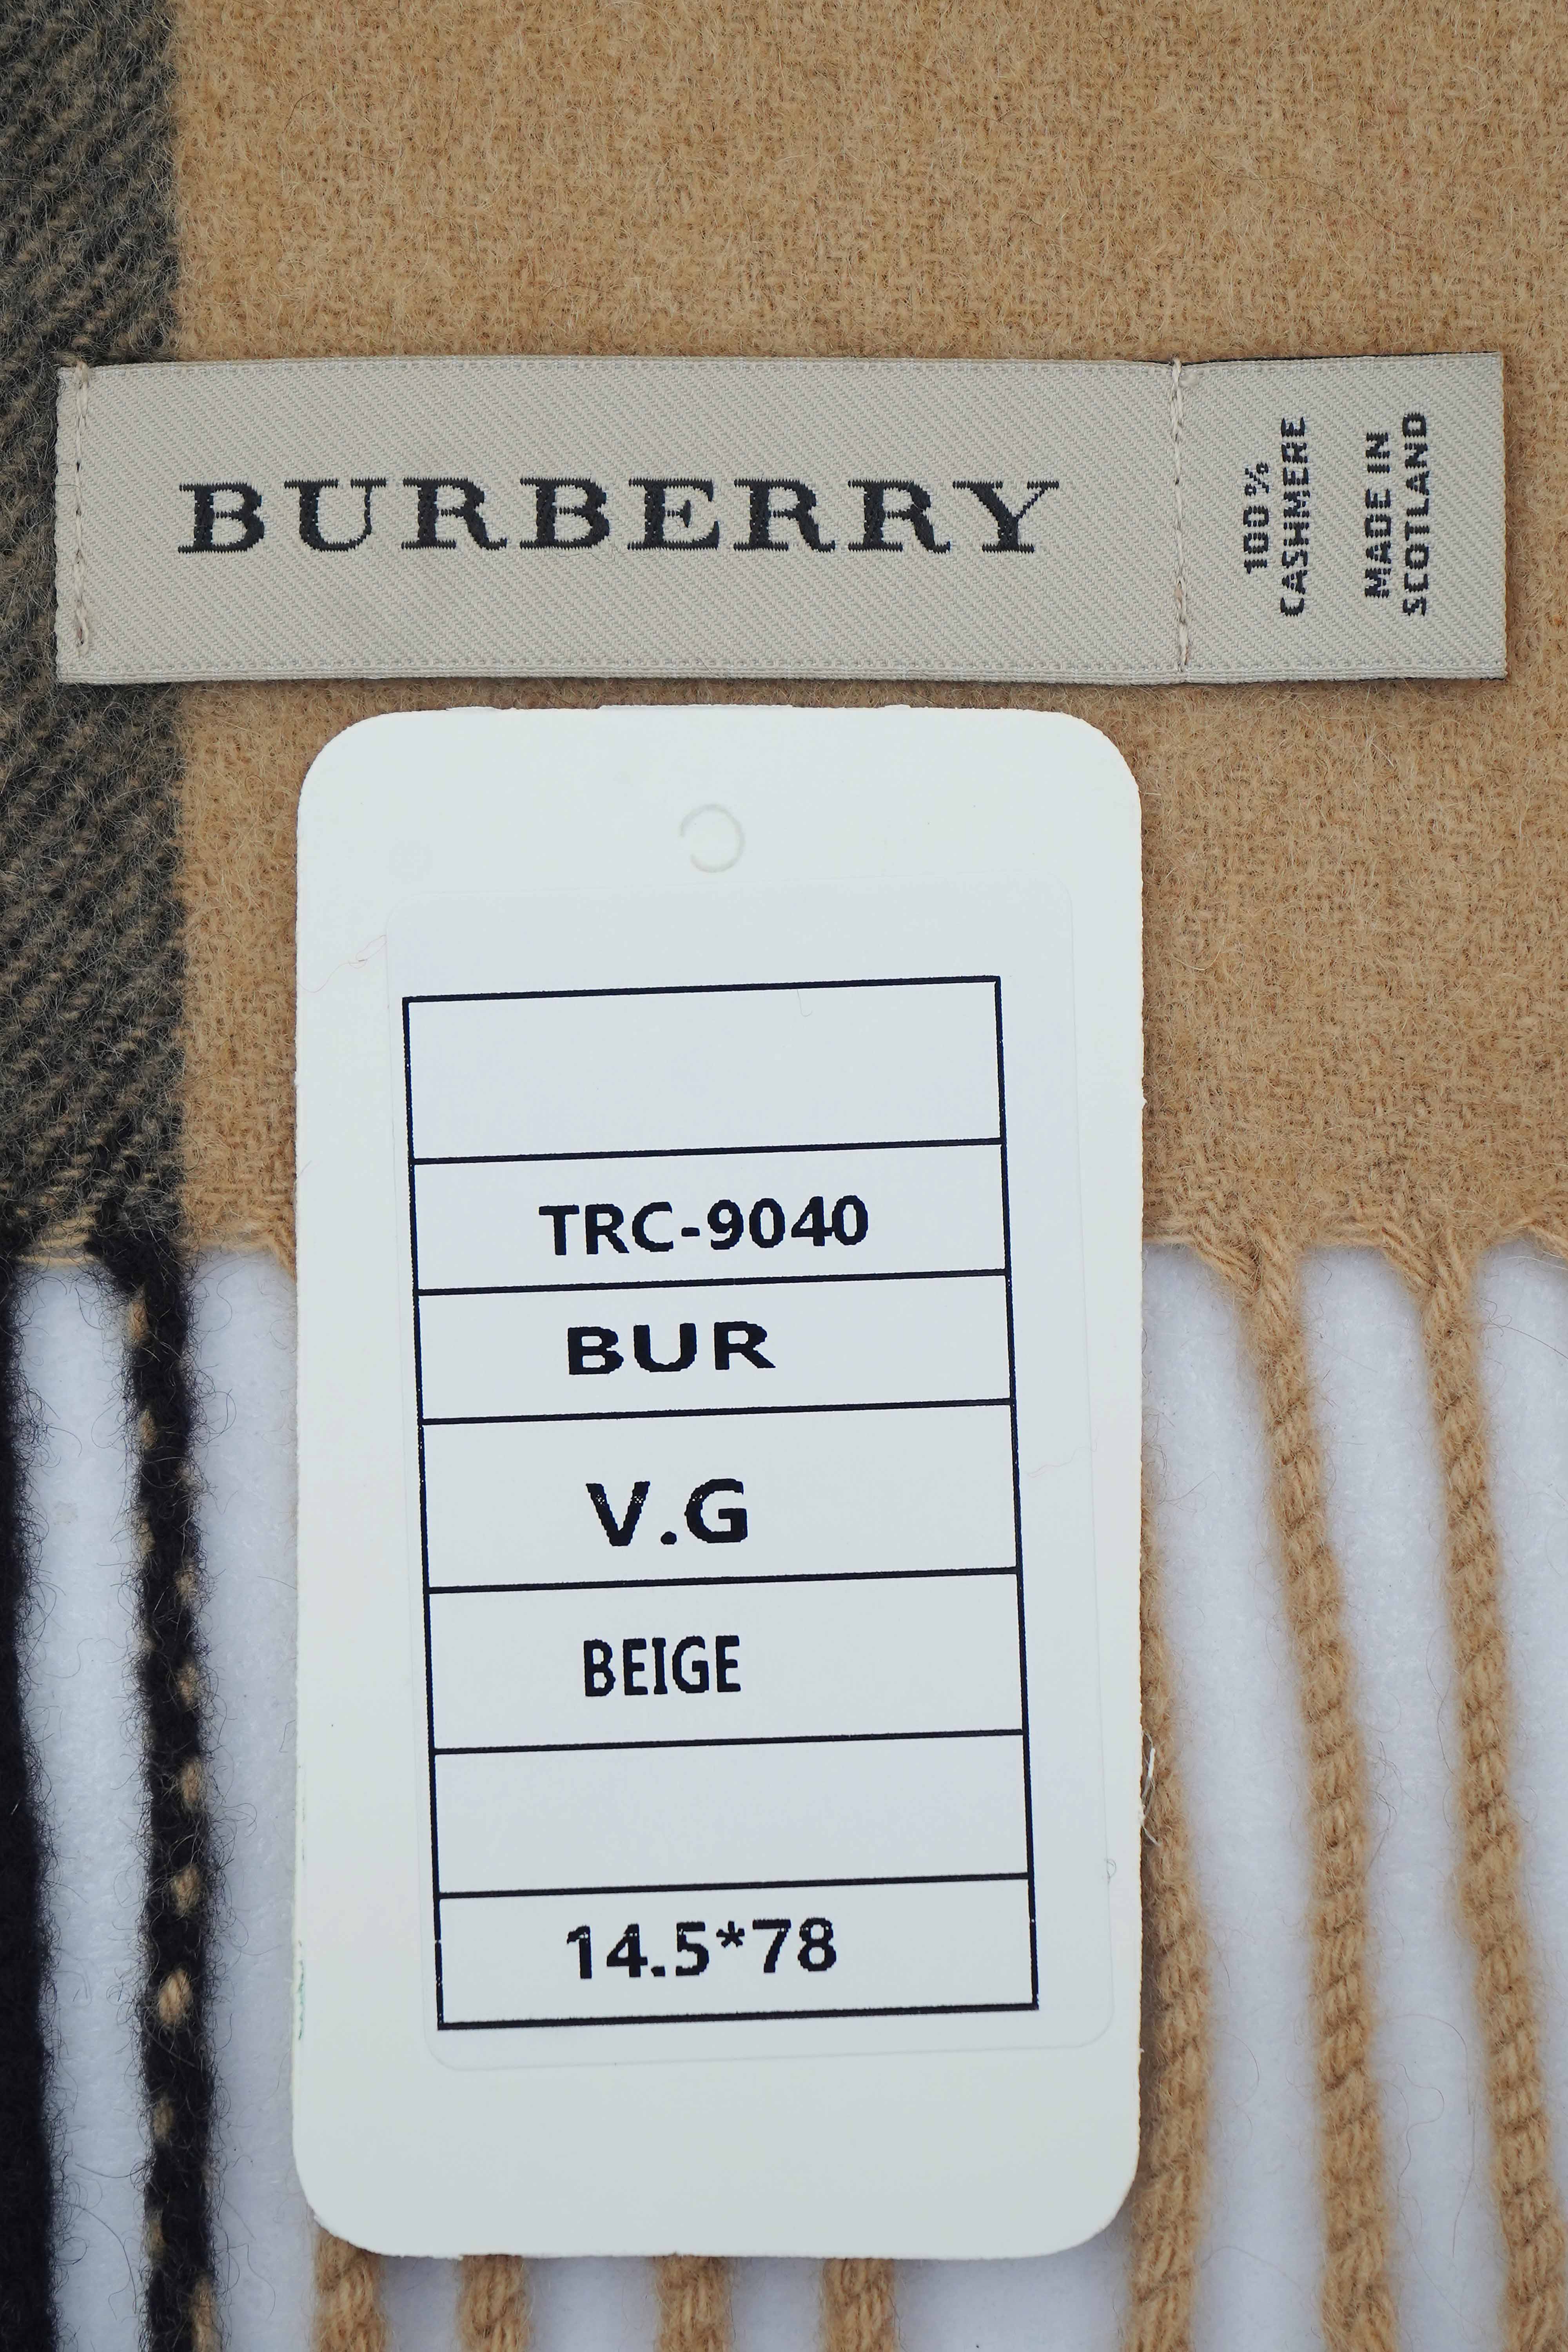 BURBERRY
100%
CASHMERE
MADE IN
SCOTLAND
TRC-9040
BUR
V.G
BEIGE
14.5*78